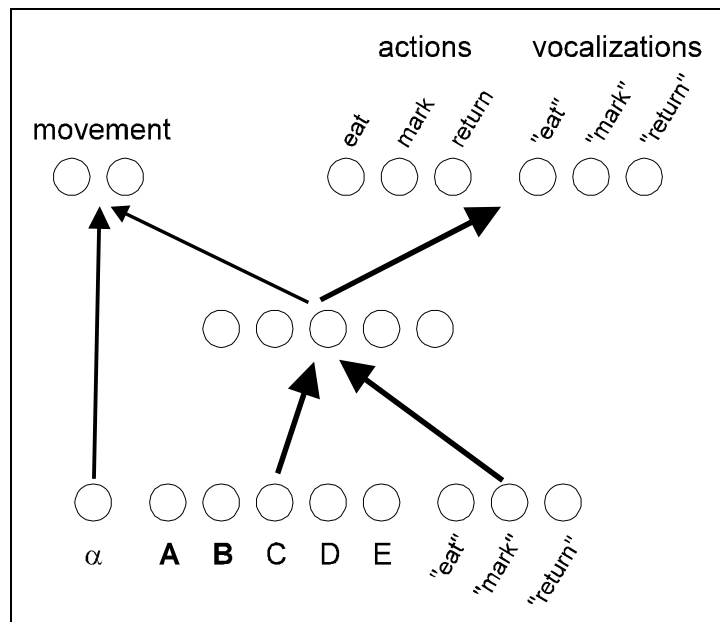 actions vocalizations
movement
eat mark return "eat" "mark" "return"
α A B C D E "eat" "mark" "return"